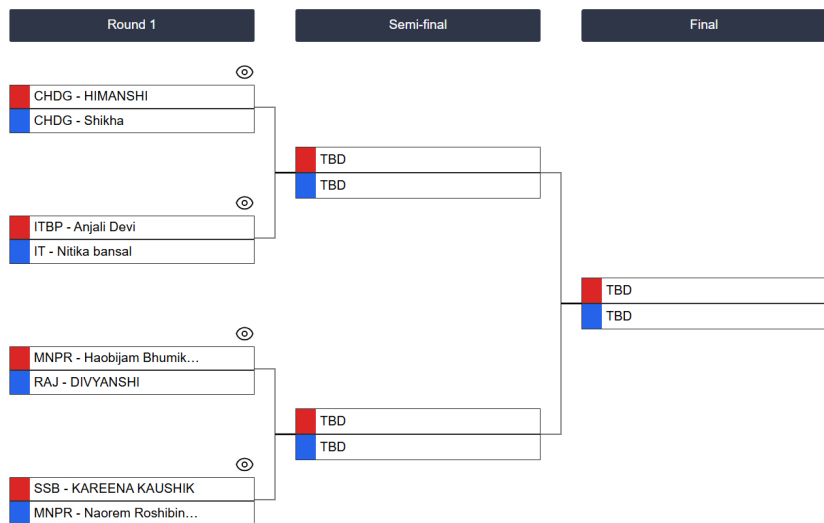 Round 1
Semi-final
Final
CHDG - HIMANSHI
CHDG - Shikha
TBD
TBD
ITBP - Anjali Devi
IT - Nitika bansal
TBD
TBD
MNPR - Haobijam Bhumik...
RAJ - DIVYANSHI
TBD
TBD
SSB - KAREENA KAUSHIK
MNPR - Naorem Roshibin...